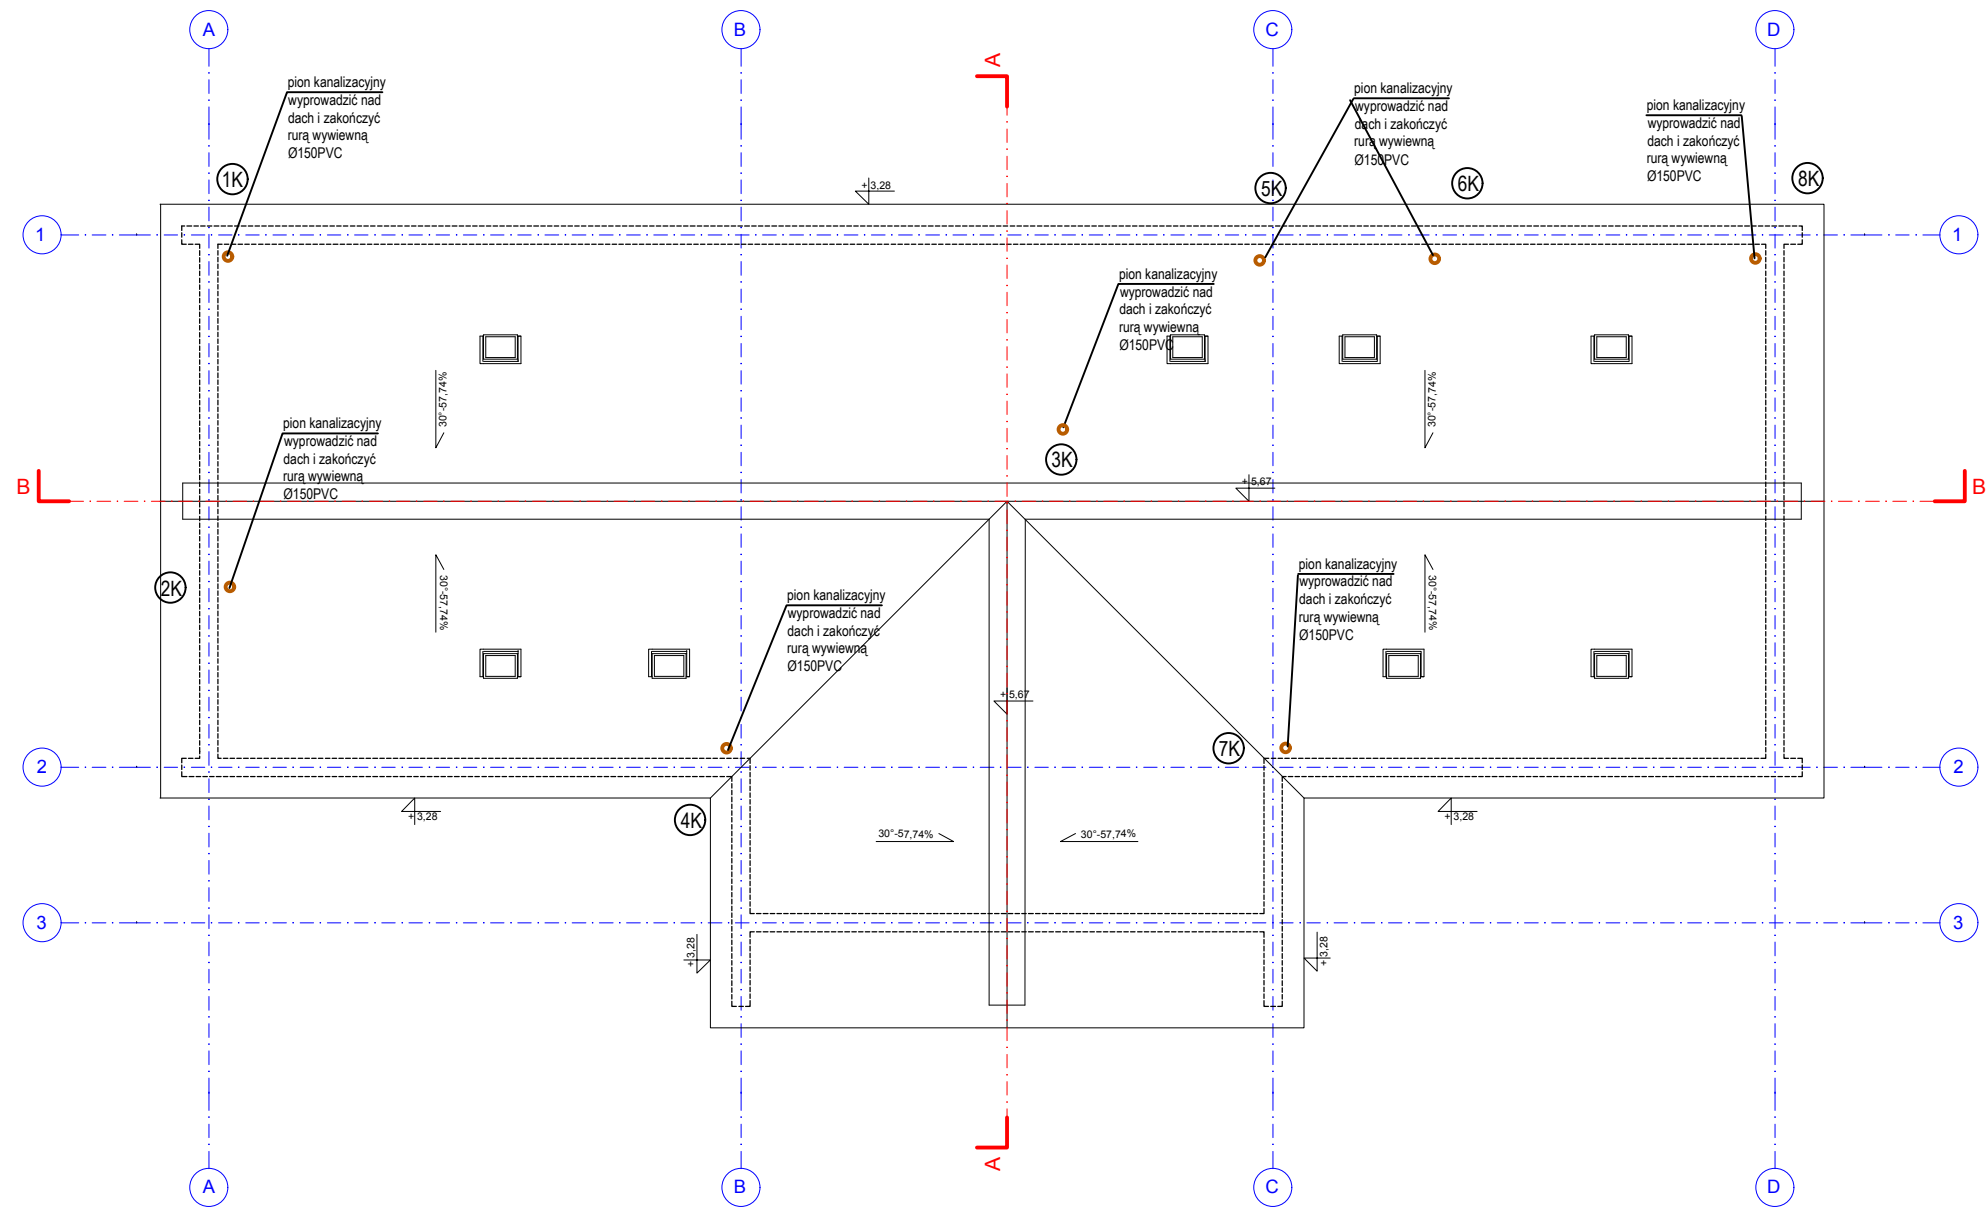 A
B
C
D
A
pion kanalizacyjny
wyprowadzić nad
dach i zakończyć
rurą wywiewną
Ø150PVC
pion kanalizacyjny
wyprowadzić nad
dach i zakończyć
rurą wywiewną
Ø150PVC
pion kanalizacyjny
wyprowadzić nad
dach i zakończyć
rurą wywiewną
Ø150PVC
1K
5K
6K
8K
+3,28
1
1
pion kanalizacyjny
wyprowadzić nad
dach i zakończyć
rurą wywiewną
Ø150PVC
30°-57,74%
30°-57,74%
pion kanalizacyjny
wyprowadzić nad
dach i zakończyć
rurą wywiewną
Ø150PVC
3K
B
+5,67
B
2K
30°-57,74%
pion kanalizacyjny
wyprowadzić nad
dach i zakończyć
rurą wywiewną
Ø150PVC
pion kanalizacyjny
wyprowadzić nad
dach i zakończyć
rurą wywiewną
Ø150PVC
30°-57,74%
+5,67
7K
2
2
+3,28
4K
+3,28
30°-57,74%
30°-57,74%
3
3
+3,28
+3,28
A
A
B
C
D